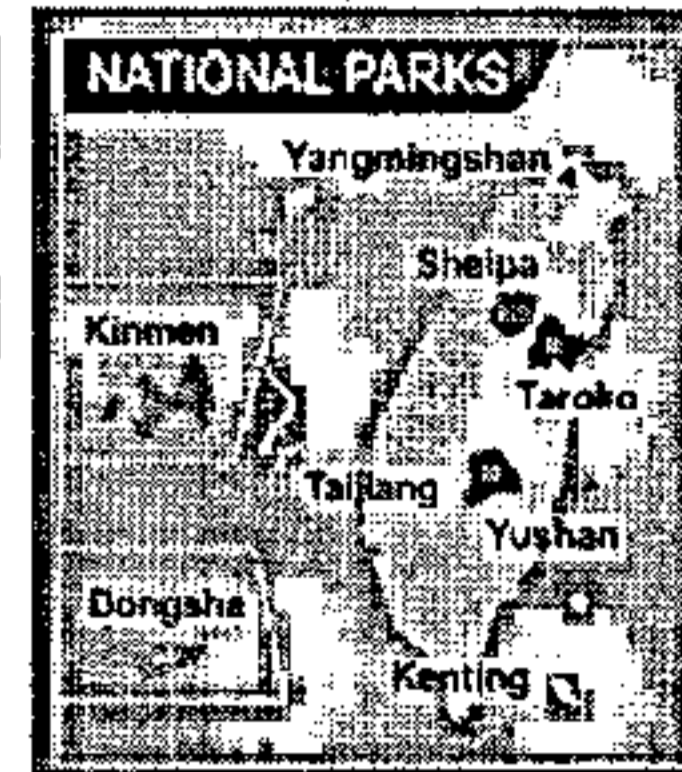 NATIONAL PARKS
Yangmingshan
Sheipa
Kinmen
Taroko
Taijiang
Yushan
Dongsha
Kenting